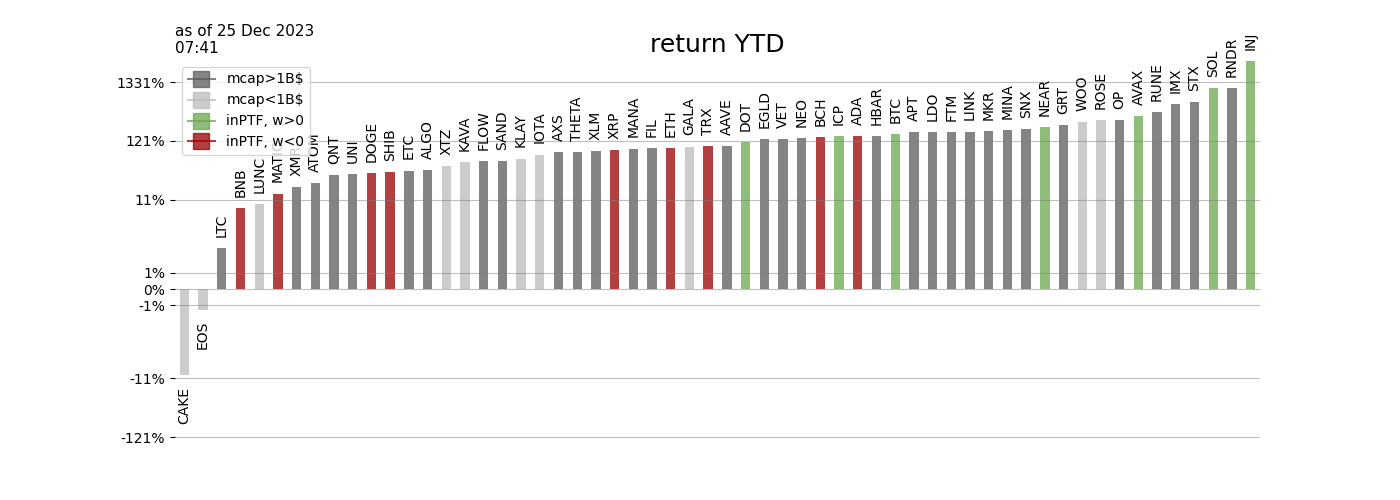 as of 25 Dec 2023
07:41
return YTD
mcap>1B$
mcap<1B$
inPTF, w>0
inPTF, w<0
1331%
121%
11%
1%
0%
-1%
-11%
-121%
CAKE
EOS
LTC
BNB
LUNC
MATIC
XMR
ATOM
QNT
UNI
DOGE
SHIB
ETC
ALGO
XTZ
KAVA
FLOW
SAND
KLAY
IOTA
AXS
THETA
XLM
XRP
MANA
FIL
ETH
GALA
TRX
AAVE
DOT
EGLD
VET
NEO
BCH
ICP
ADA
HBAR
BTC
APT
LDO
FTM
LINK
MKR
MINA
SNX
NEAR
GRT
WOO
ROSE
OP
AVAX
RUNE
IMX
STX
SOL
RNDR
INJ